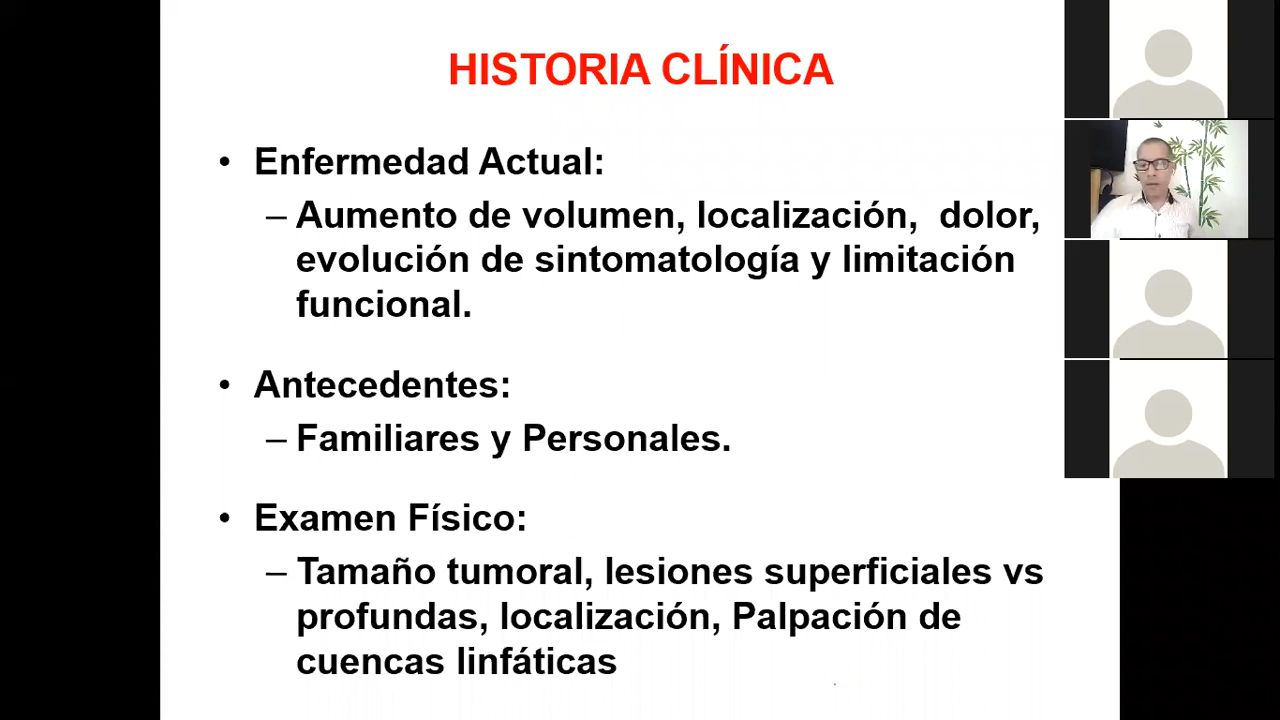 HISTORIA CLÍNICA
• Enfermedad Actual:
– Aumento de volumen, localización, dolor,
evolución de sintomatología y limitación
funcional.
• Antecedentes:
– Familiares y Personales.
• Examen Físico:
– Tamaño tumoral, lesiones superficiales vs
profundas, localización, Palpación de
cuencas linfáticas